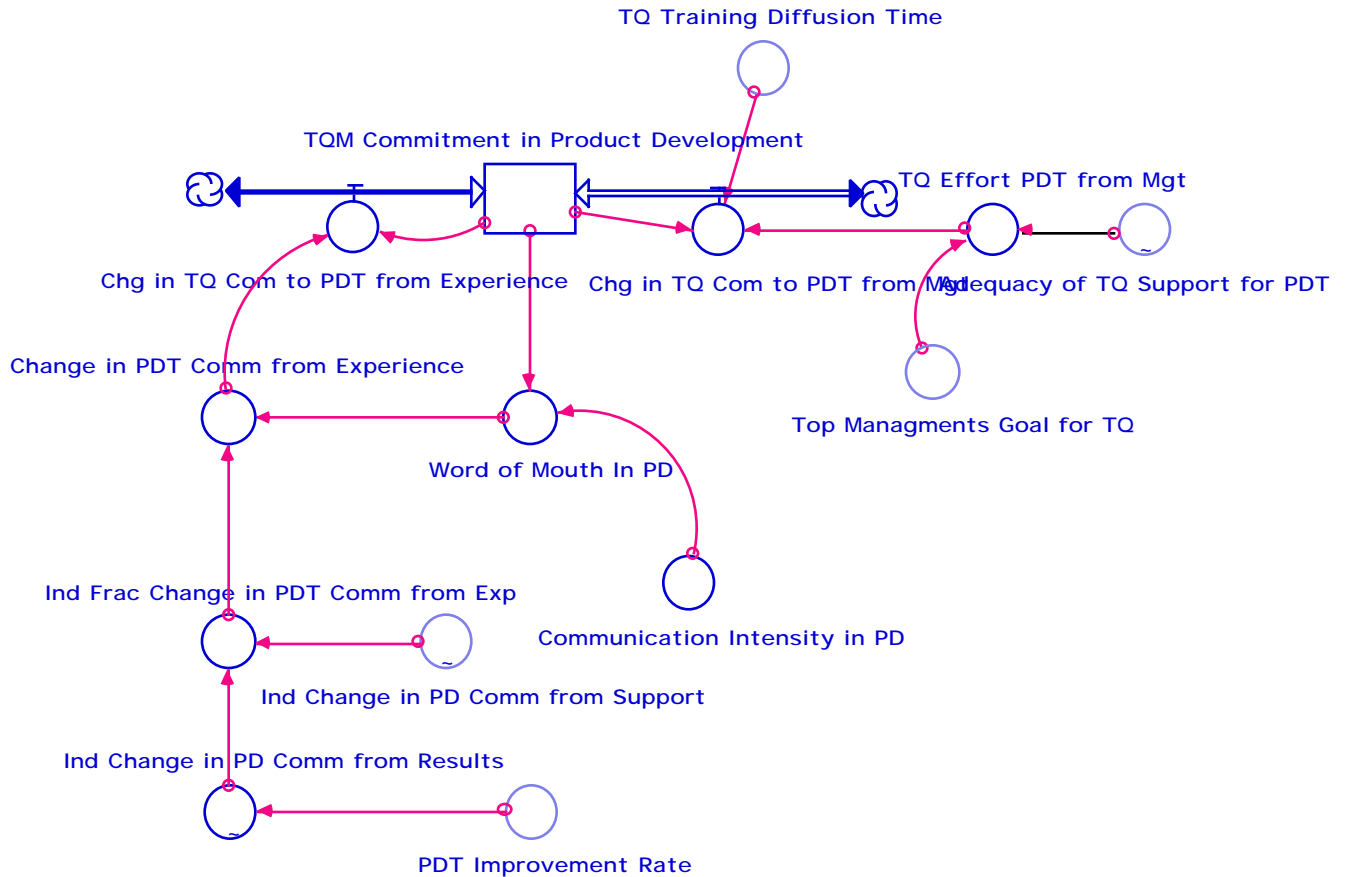 TQ Training Diffusion Time
TQM Commitment in Product Development
TQ Effort PDT from Mgt
~
Chg in TQ Com to PDT from Experience
Chg in TQ Com to PDT from Mgt
Adequacy of TQ Support for PDT
Change in PDT Comm from Experience
Top Managments Goal for TQ
Word of Mouth In PD
Ind Frac Change in PDT Comm from Exp
Communication Intensity in PD
~
Ind Change in PD Comm from Support
Ind Change in PD Comm from Results
~
PDT Improvement Rate